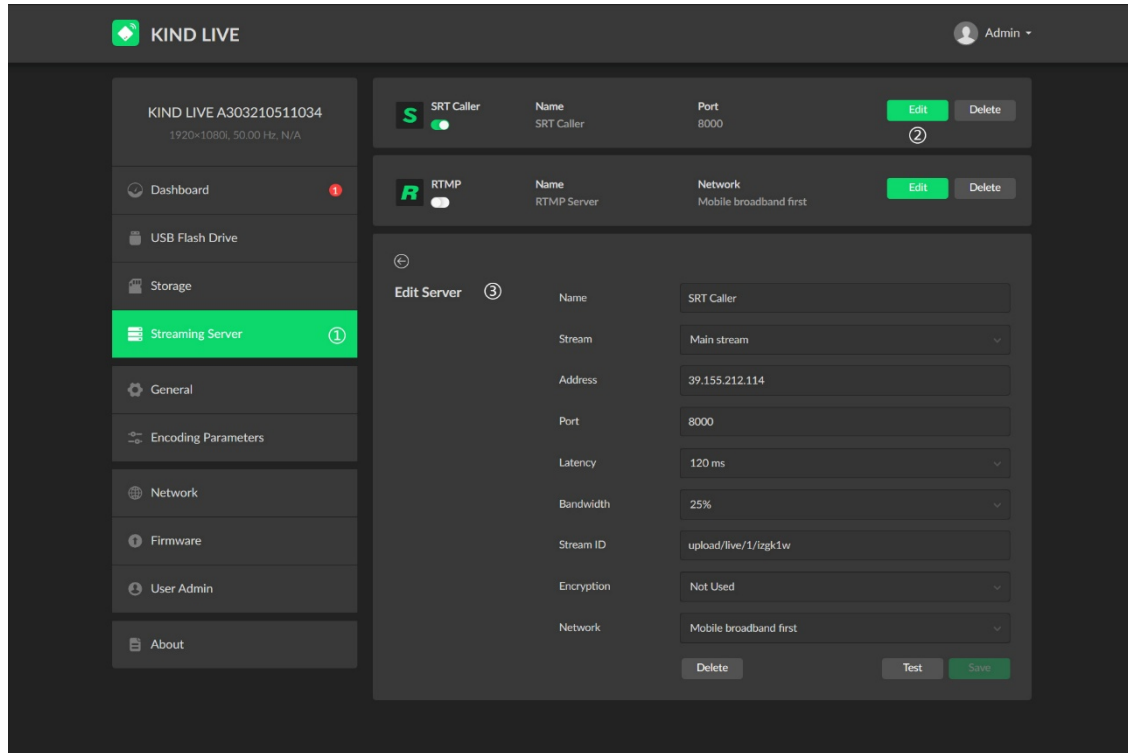 KIND LIVE
Admin
KIND LIVE A303210511034
1920×1080i, 50.00 Hz, N/A
Dashboard 1
USB Flash Drive
Storage
Streaming Server ①
General
Encoding Parameters
Network
Firmware
User Admin
About
S SRT Caller Name Port Edit Delete
SRT Caller 8000 ②
R RTMP Name Network Edit Delete
RTMP Server Mobile broadband first
Edit Server ③
Name SRT Caller
Stream Main stream
Address 39.155.212.114
Port 8000
Latency 120 ms
Bandwidth 25%
Stream ID upload/live/1/izgk1w
Encryption Not Used
Network Mobile broadband first
Delete Test Save